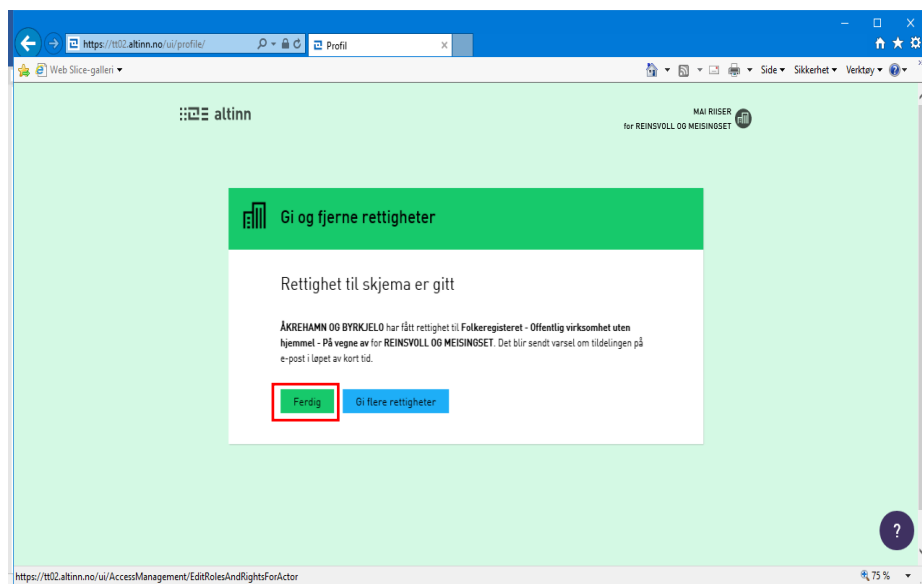 https://tt02.altinn.no/ui/profile/
Profil
Web Slice-galleri
Side
Sikkerhet
Verktøy
altinn
MAI RIISER
for REINSVOLL OG MEISINGSET
Gi og fjerne rettigheter
Rettighet til skjema er gitt
ÅKREHAMN OG BYRKJELO har fått rettighet til Folkeregisteret - Offentlig virksomhet uten
hjemmel - På vegne av for REINSVOLL OG MEISINGSET. Det blir sendt varsel om tildelingen på
e-post i løpet av kort tid.
Ferdig
Gi flere rettigheter
?
https://tt02.altinn.no/ui/AccessManagement/EditRolesAndRightsForActor
75 %